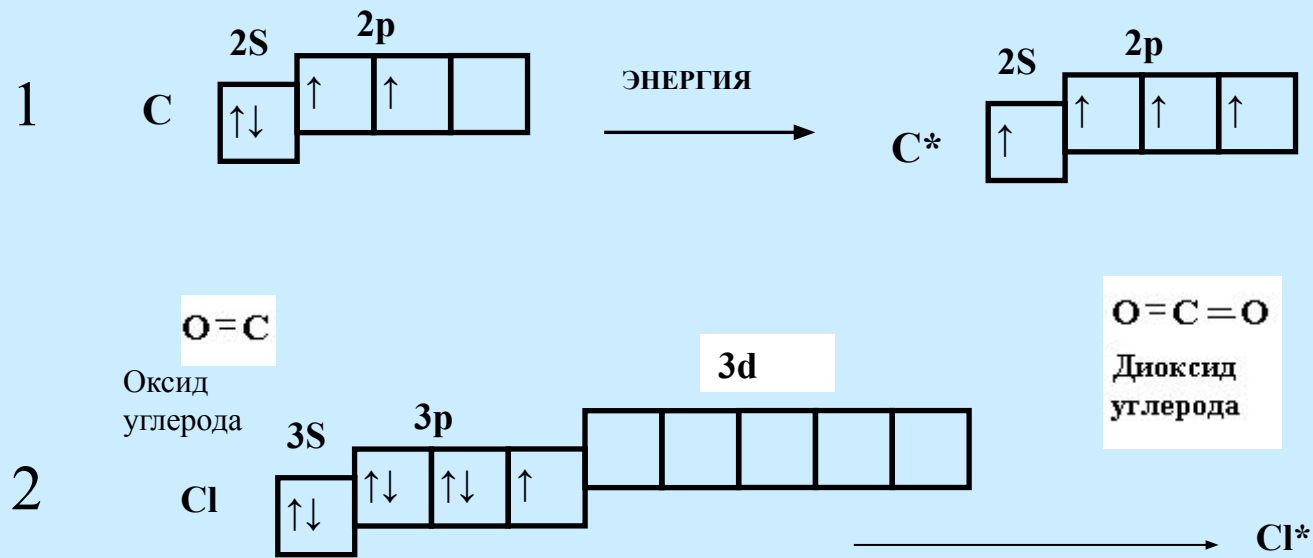 2S 2p
1 C ↑↓ ↑ ↑
ЭНЕРГИЯ
2S 2p
C* ↑ ↑ ↑ ↑
O=C
Оксид
углерода
O=C=O
Диоксид
углерода
3S 3p 3d
2 Cl ↑↓ ↑↓ ↑↓ ↑
Cl*